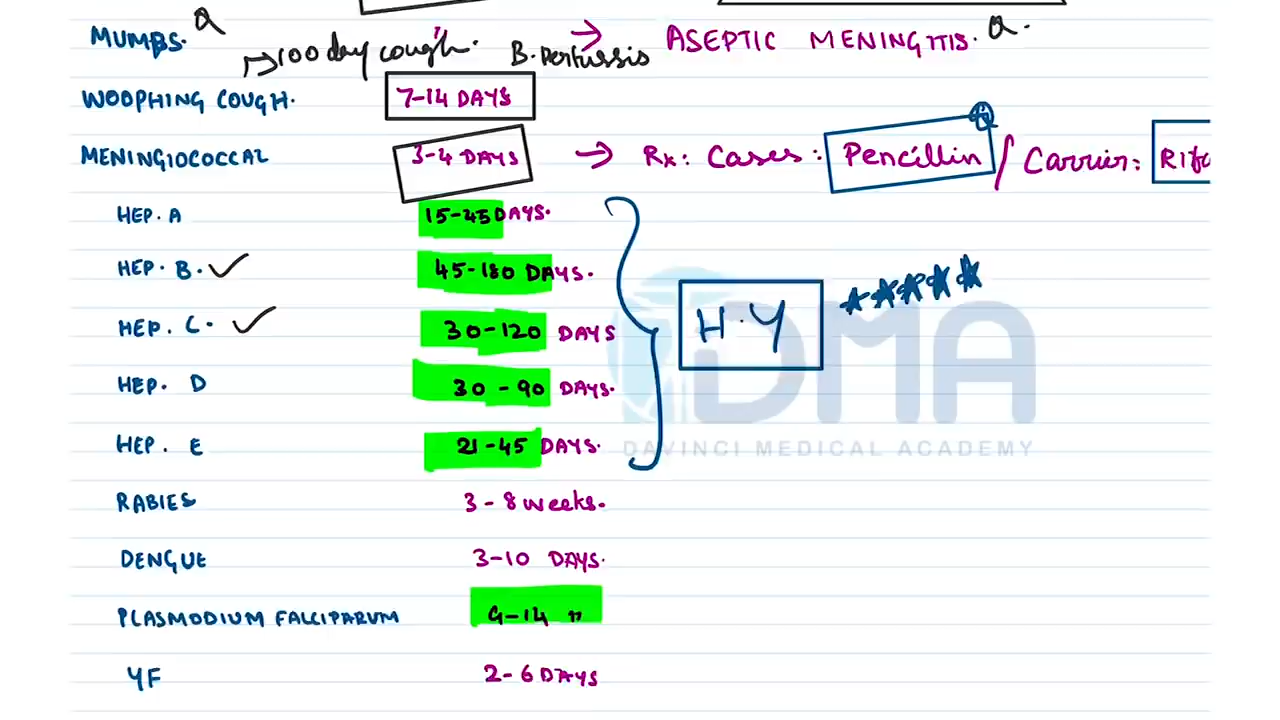 MUMPS. Q → ASEPTIC MENINGITIS. Q.
→ 100 day cough. B. Pertussis
WOOPHING COUGH. 7-14 DAYS
MENINGIOCOCCAL 3-4 DAYS → Rx: Cases: Pencillin / Carrier: Rifa
HEP. A 15-45 DAYS.
HEP. B. ✓ 45-180 DAYS.
HEP. C. ✓ 30-120 DAYS
H.Y
HEP. D 30-90 DAYS.
HEP. E 21-45 DAYS.
DMA
DAVINCI MEDICAL ACADEMY
RABIES 3-8 weeks.
DENGUE 3-10 DAYS.
PLASMODIUM FALCIPARUM 9-14 "
YF 2-6 DAYS